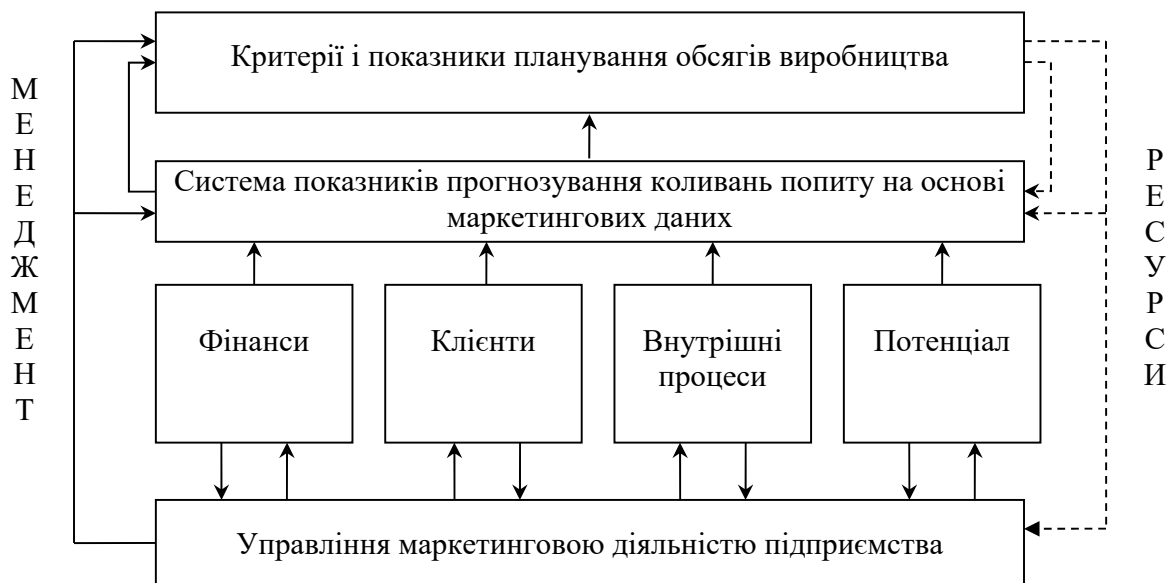 Критерії і показники планування обсягів виробництва
МЕНЕДЖМЕНТ
Система показників прогнозування коливань попиту на основі
маркетингових даних
РЕСУРСИ
Фінанси
Клієнти
Внутрішні
процеси
Потенціал
Управління маркетинговою діяльністю підприємства